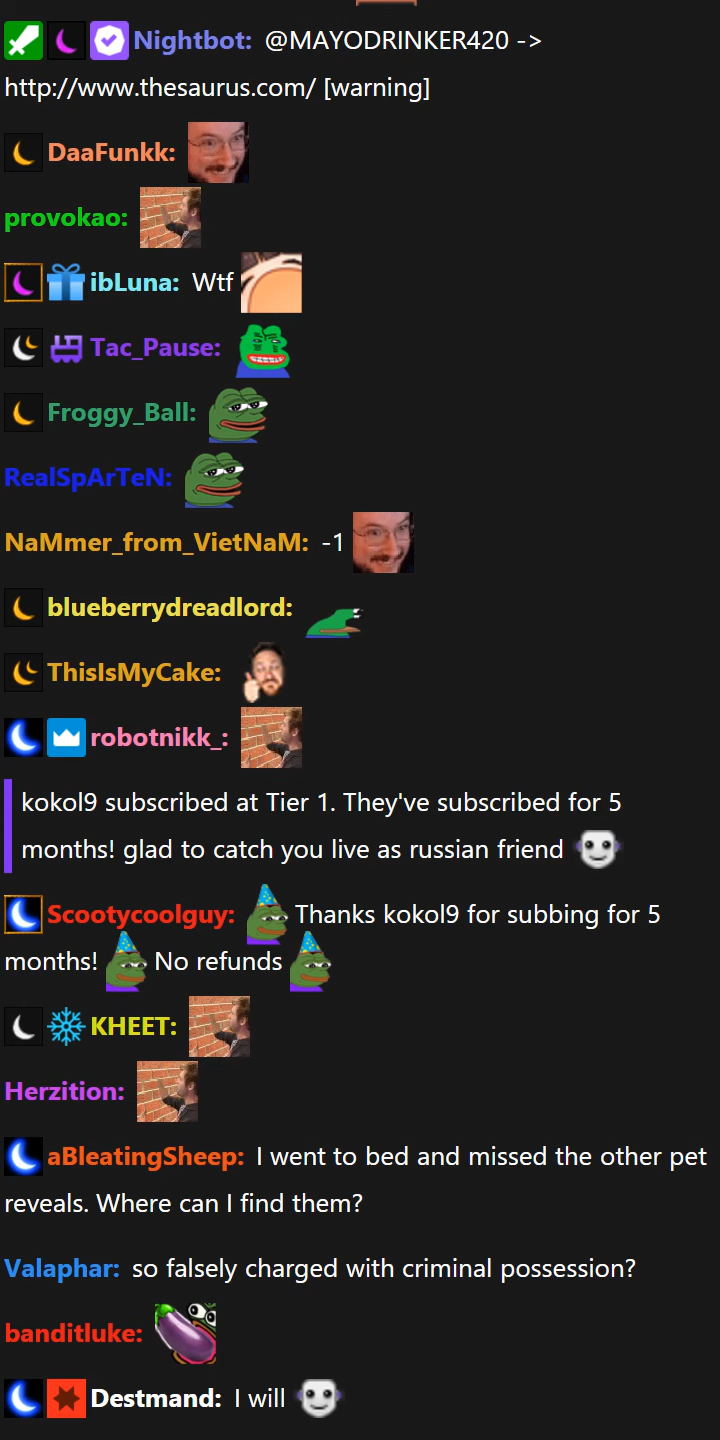 Nightbot: @MAYODRINKER420 ->
http://www.thesaurus.com/ [warning]
DaaFunkk:
provokao:
ibLuna: Wtf
Tac_Pause:
Froggy_Ball:
RealSpArTeN:
NaMmer_from_VietNaM: -1
blueberrydreadlord:
ThisIsMyCake:
robotnikk_:
kokol9 subscribed at Tier 1. They've subscribed for 5
months! glad to catch you live as russian friend
Scootycoolguy: Thanks kokol9 for subbing for 5
months! No refunds
KHEET:
Herzition:
aBleatingSheep: I went to bed and missed the other pet
reveals. Where can I find them?
Valaphar: so falsely charged with criminal possession?
banditluke:
Destmand: I will